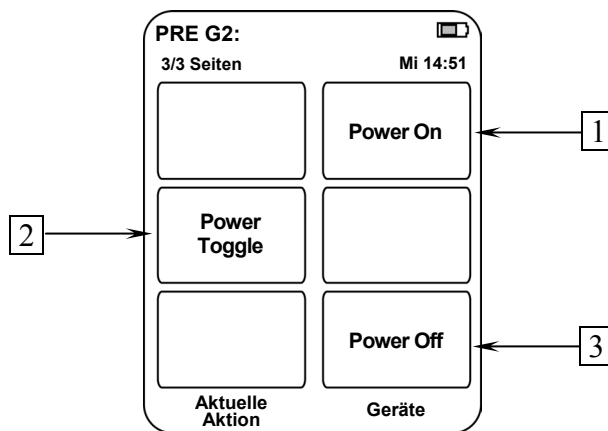 PRE G2:
3/3 Seiten Mi 14:51
Power On
1
2
Power
Toggle
Power Off
3
Aktuelle
Aktion
Geräte